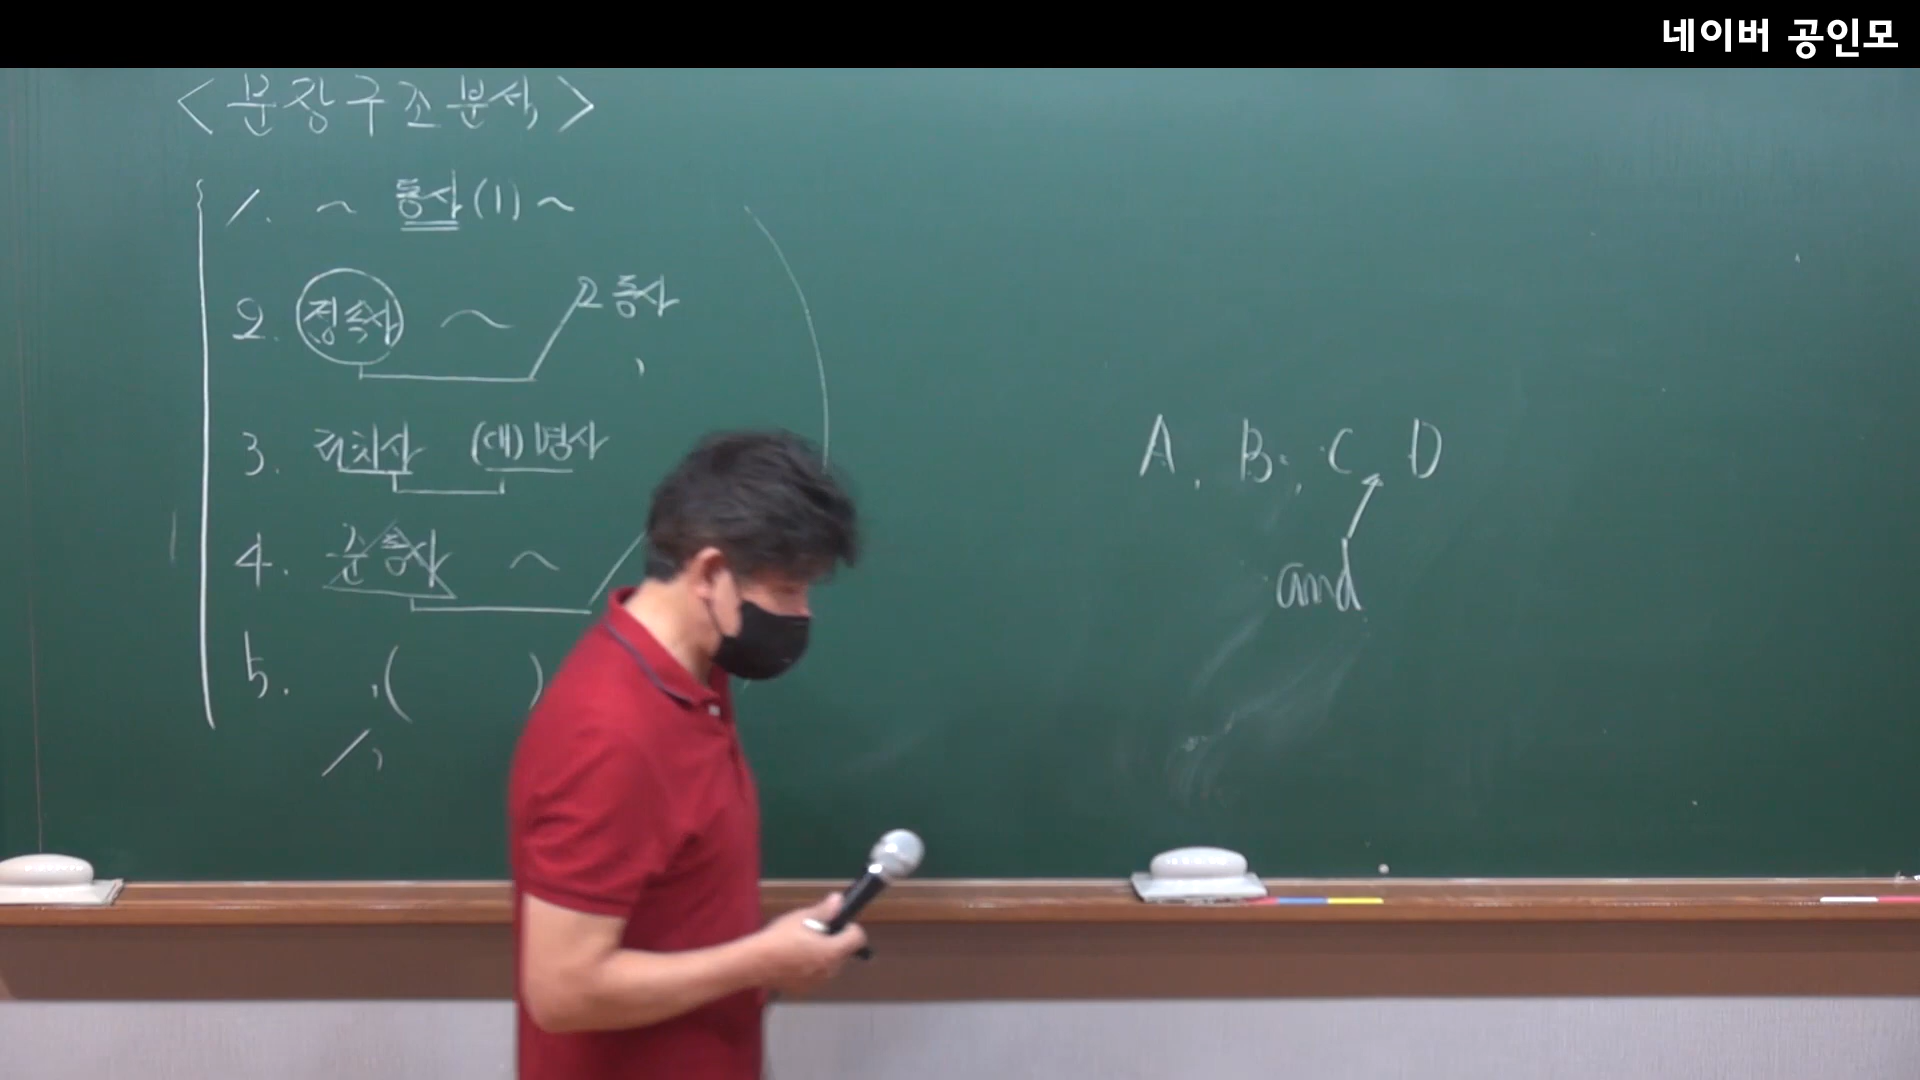 네이버 공인모
<문장구조분석>
1. ~ 동사(1) ~
2. 접속사 ~ 2동사
,
3. 전치사 (대)명사
4. 준동사 ~
5. , ( )
/,
A, B, C D
and